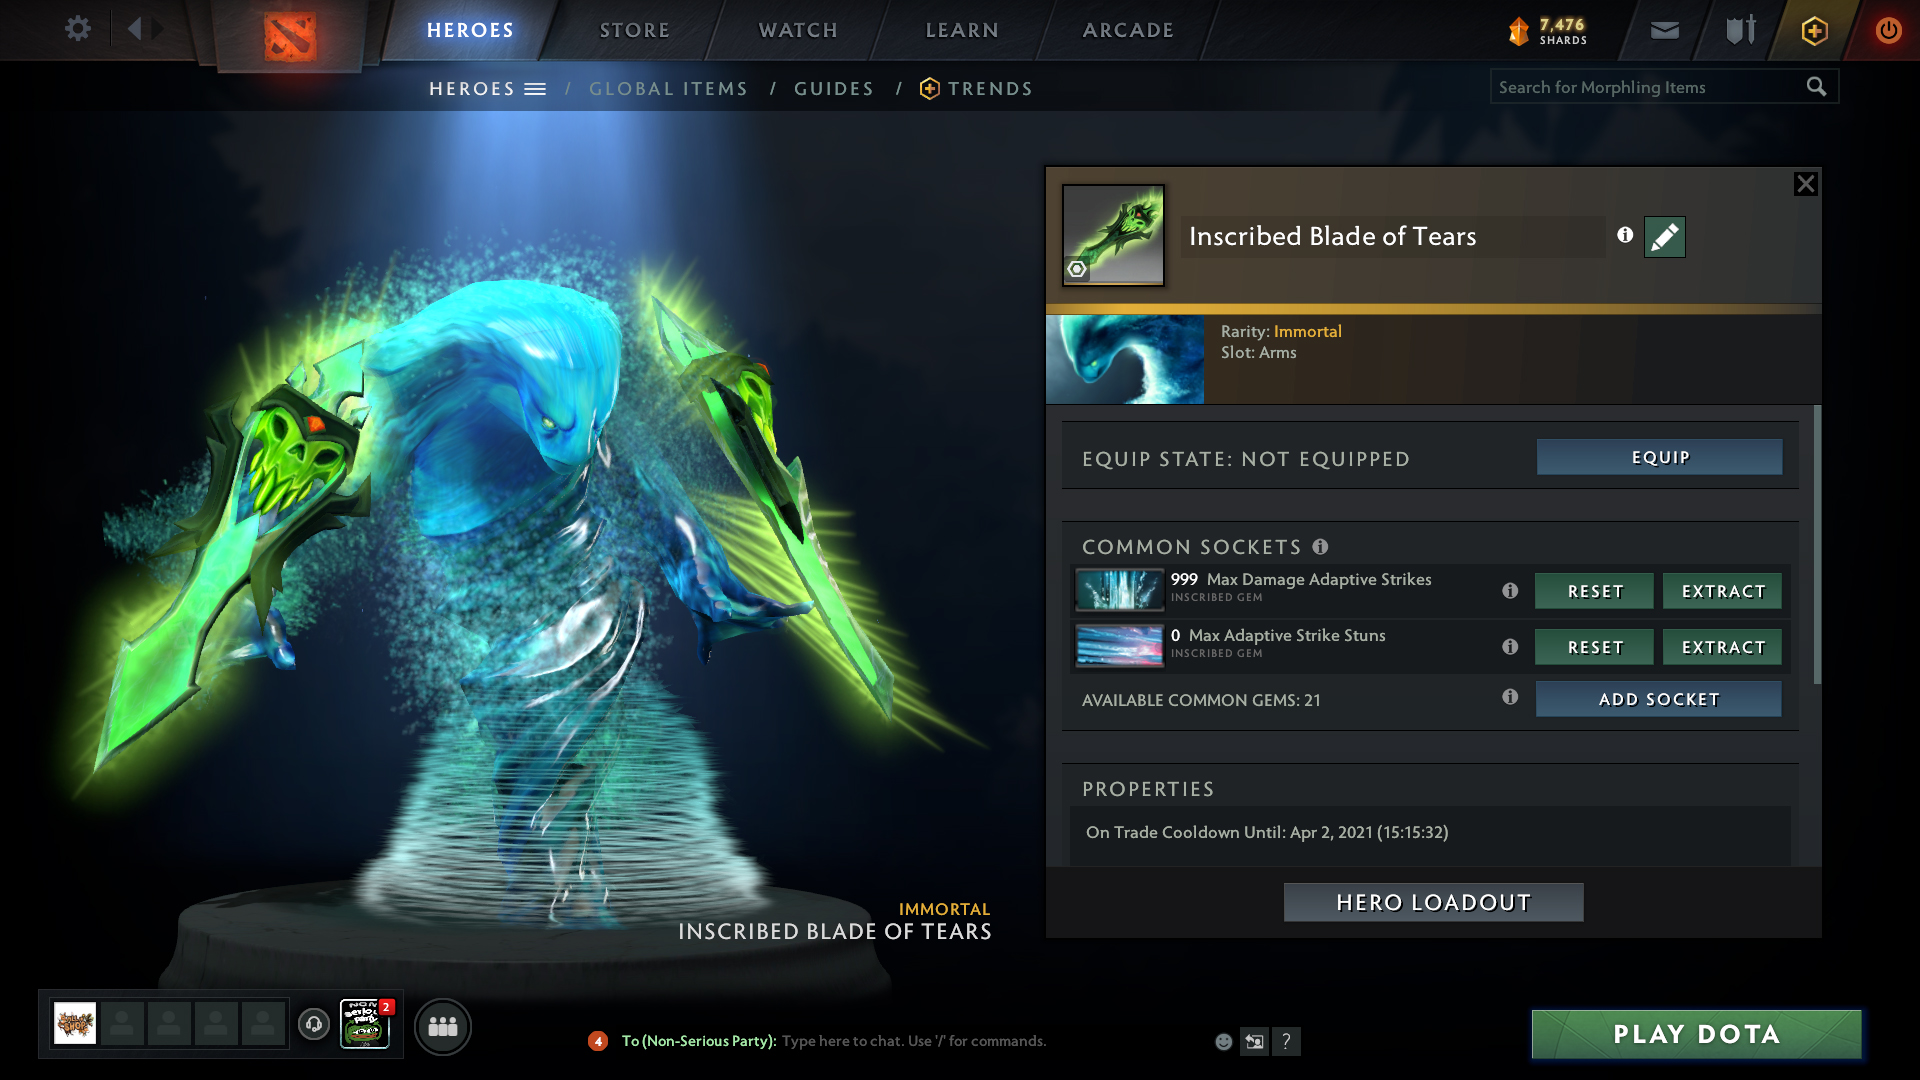 HEROES
STORE
WATCH
LEARN
ARCADE
7,476
SHARDS
HEROES / GLOBAL ITEMS / GUIDES / TRENDS
Search for Morphling Items
Inscribed Blade of Tears
Rarity: Immortal
Slot: Arms
EQUIP STATE: NOT EQUIPPED
EQUIP
COMMON SOCKETS
999 Max Damage Adaptive Strikes
INSCRIBED GEM
RESET
EXTRACT
0 Max Adaptive Strike Stuns
INSCRIBED GEM
RESET
EXTRACT
AVAILABLE COMMON GEMS: 21
ADD SOCKET
PROPERTIES
On Trade Cooldown Until: Apr 2, 2021 (15:15:32)
HERO LOADOUT
IMMORTAL
INSCRIBED BLADE OF TEARS
NON
Serious
party
2
4
To (Non-Serious Party): Type here to chat. Use '/' for commands.
?
PLAY DOTA